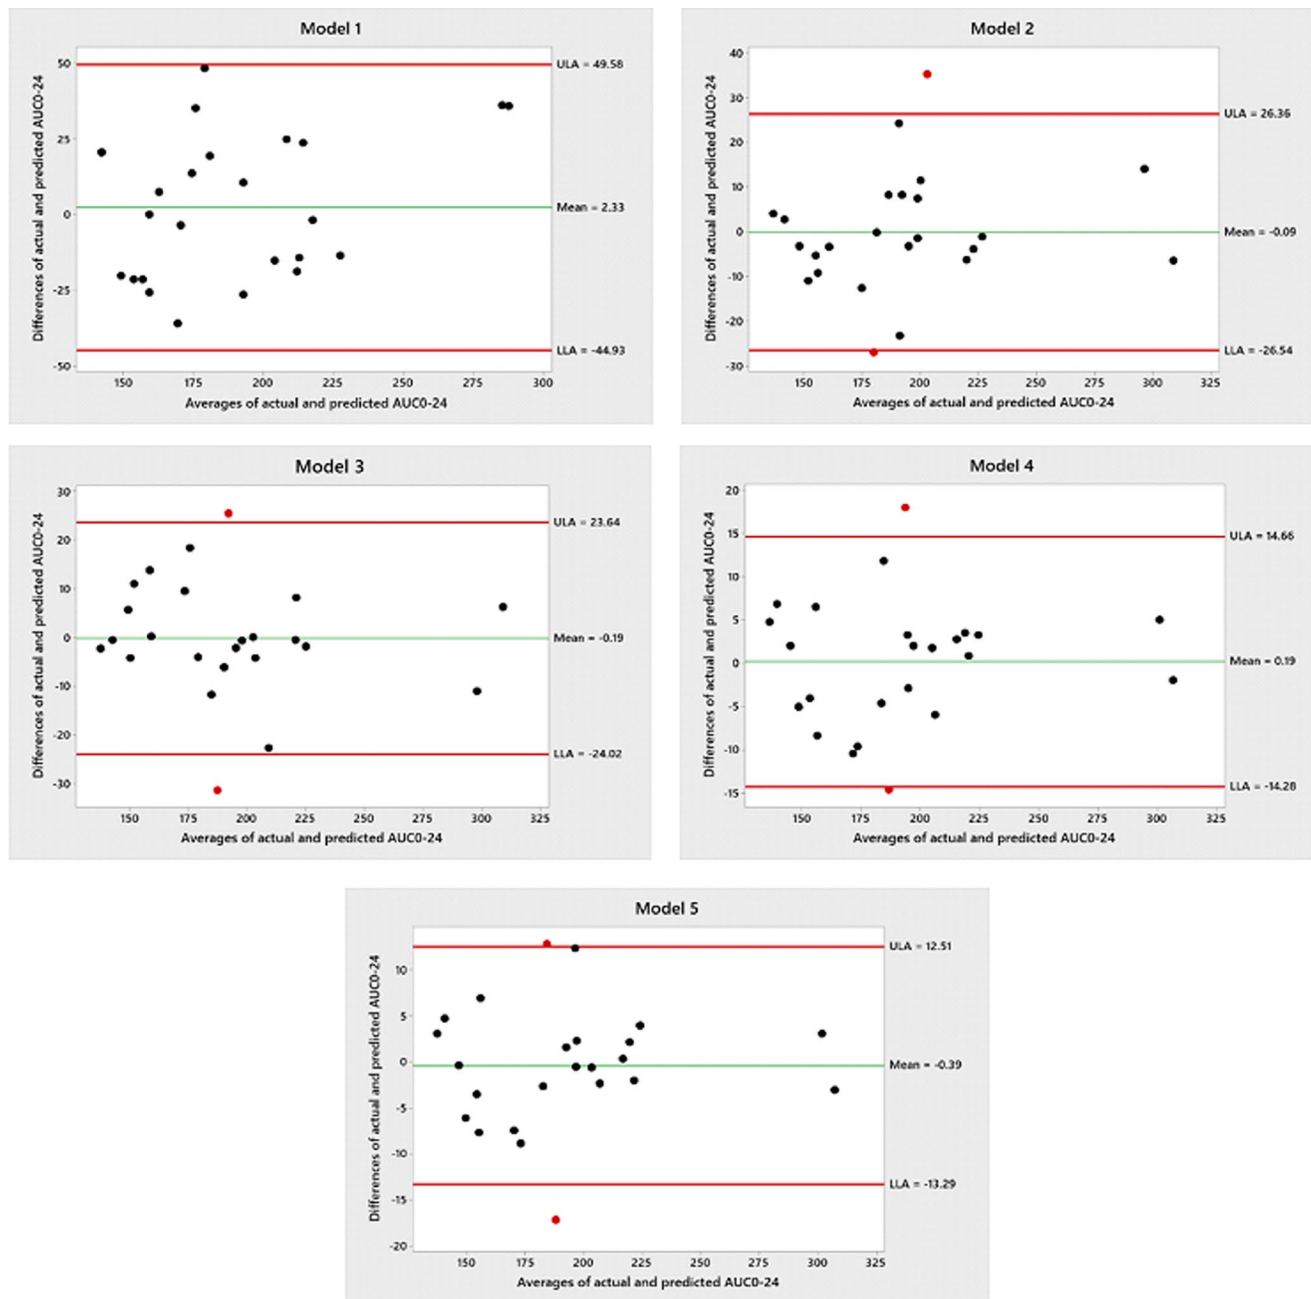 Model 1
Differences of actual and predicted AUC0-24
50
25
0
-25
-50
ULA = 49.58
Mean = 2.33
LLA = -44.93
150 175 200 225 250 275 300
Averages of actual and predicted AUC0-24
Model 2
Differences of actual and predicted AUC0-24
40
30
20
10
0
-10
-20
-30
ULA = 26.36
Mean = -0.09
LLA = -26.54
150 175 200 225 250 275 300 325
Averages of actual and predicted AUC0-24
Model 3
Differences of actual and predicted AUC0-24
30
20
10
0
-10
-20
-30
ULA = 23.64
Mean = -0.19
LLA = -24.02
150 175 200 225 250 275 300 325
Averages of actual and predicted AUC0-24
Model 4
Differences of actual and predicted AUC0-24
20
15
10
5
0
-5
-10
-15
ULA = 14.66
Mean = 0.19
LLA = -14.28
150 175 200 225 250 275 300 325
Averages of actual and predicted AUC0-24
Model 5
Differences of actual and predicted AUC0-24
10
5
0
-5
-10
-15
-20
ULA = 12.51
Mean = -0.39
LLA = -13.29
150 175 200 225 250 275 300 325
Averages of actual and predicted AUC0-24